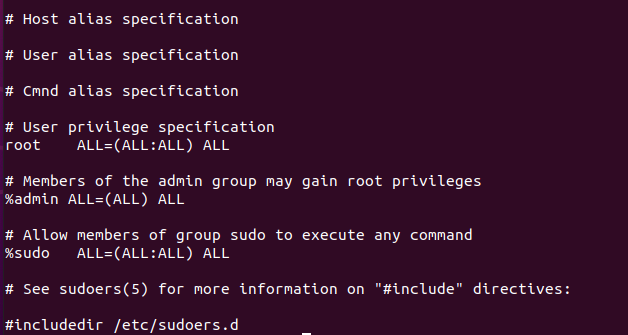 # Host alias specification
# User alias specification
# Cmnd alias specification
# User privilege specification
root    ALL=(ALL:ALL) ALL
# Members of the admin group may gain root privileges
%admin ALL=(ALL) ALL
# Allow members of group sudo to execute any command
%sudo   ALL=(ALL:ALL) ALL
# See sudoers(5) for more information on "#include" directives:
#includedir /etc/sudoers.d